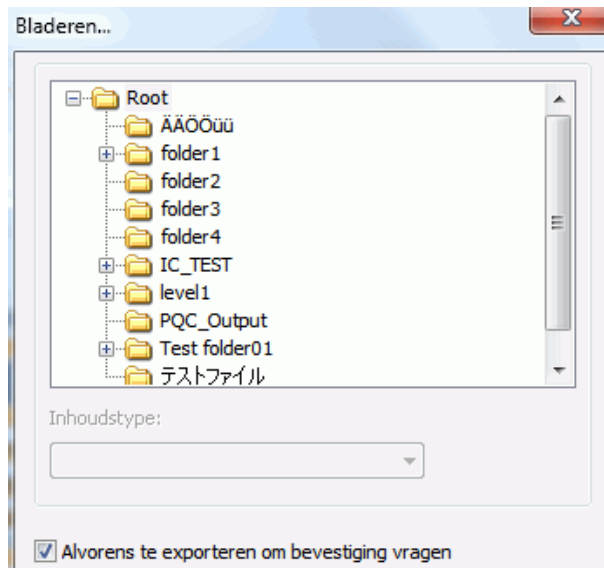 Bladeren...
Root
ÄÄÖÖüü
folder1
folder2
folder3
folder4
IC_TEST
level1
PQC_Output
Test folder01
テストファイル
Inhoudstype:
Alvorens te exporteren om bevestiging vragen